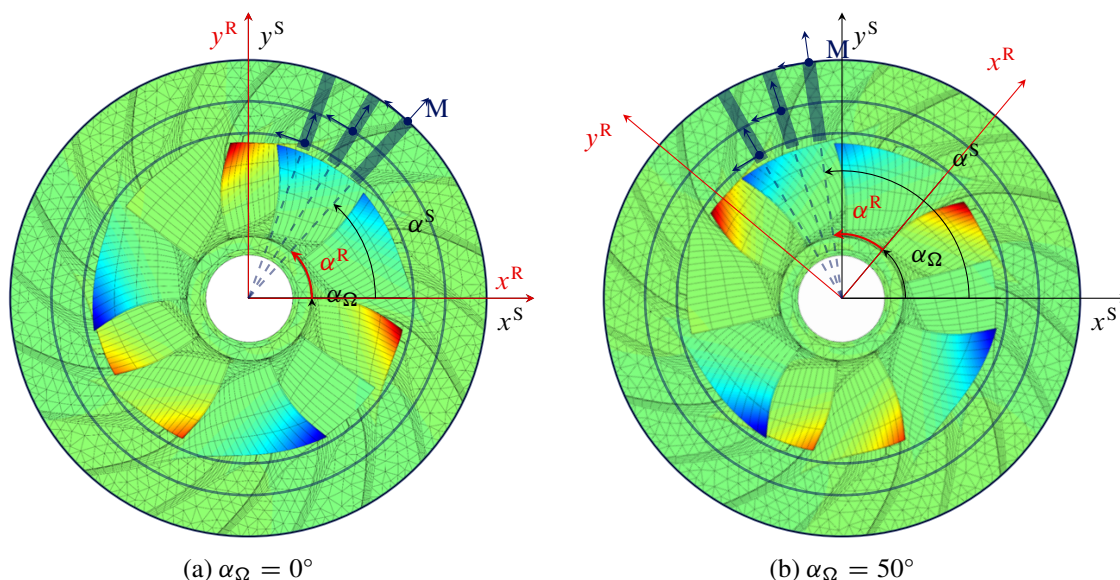 y^R y^S
M
α^S
α^R
x^R
α_Ω
x^S
(a) α_Ω = 0°
y^S
M
x^R
y^R
α^S
α^R
α_Ω
x^S
(b) α_Ω = 50°